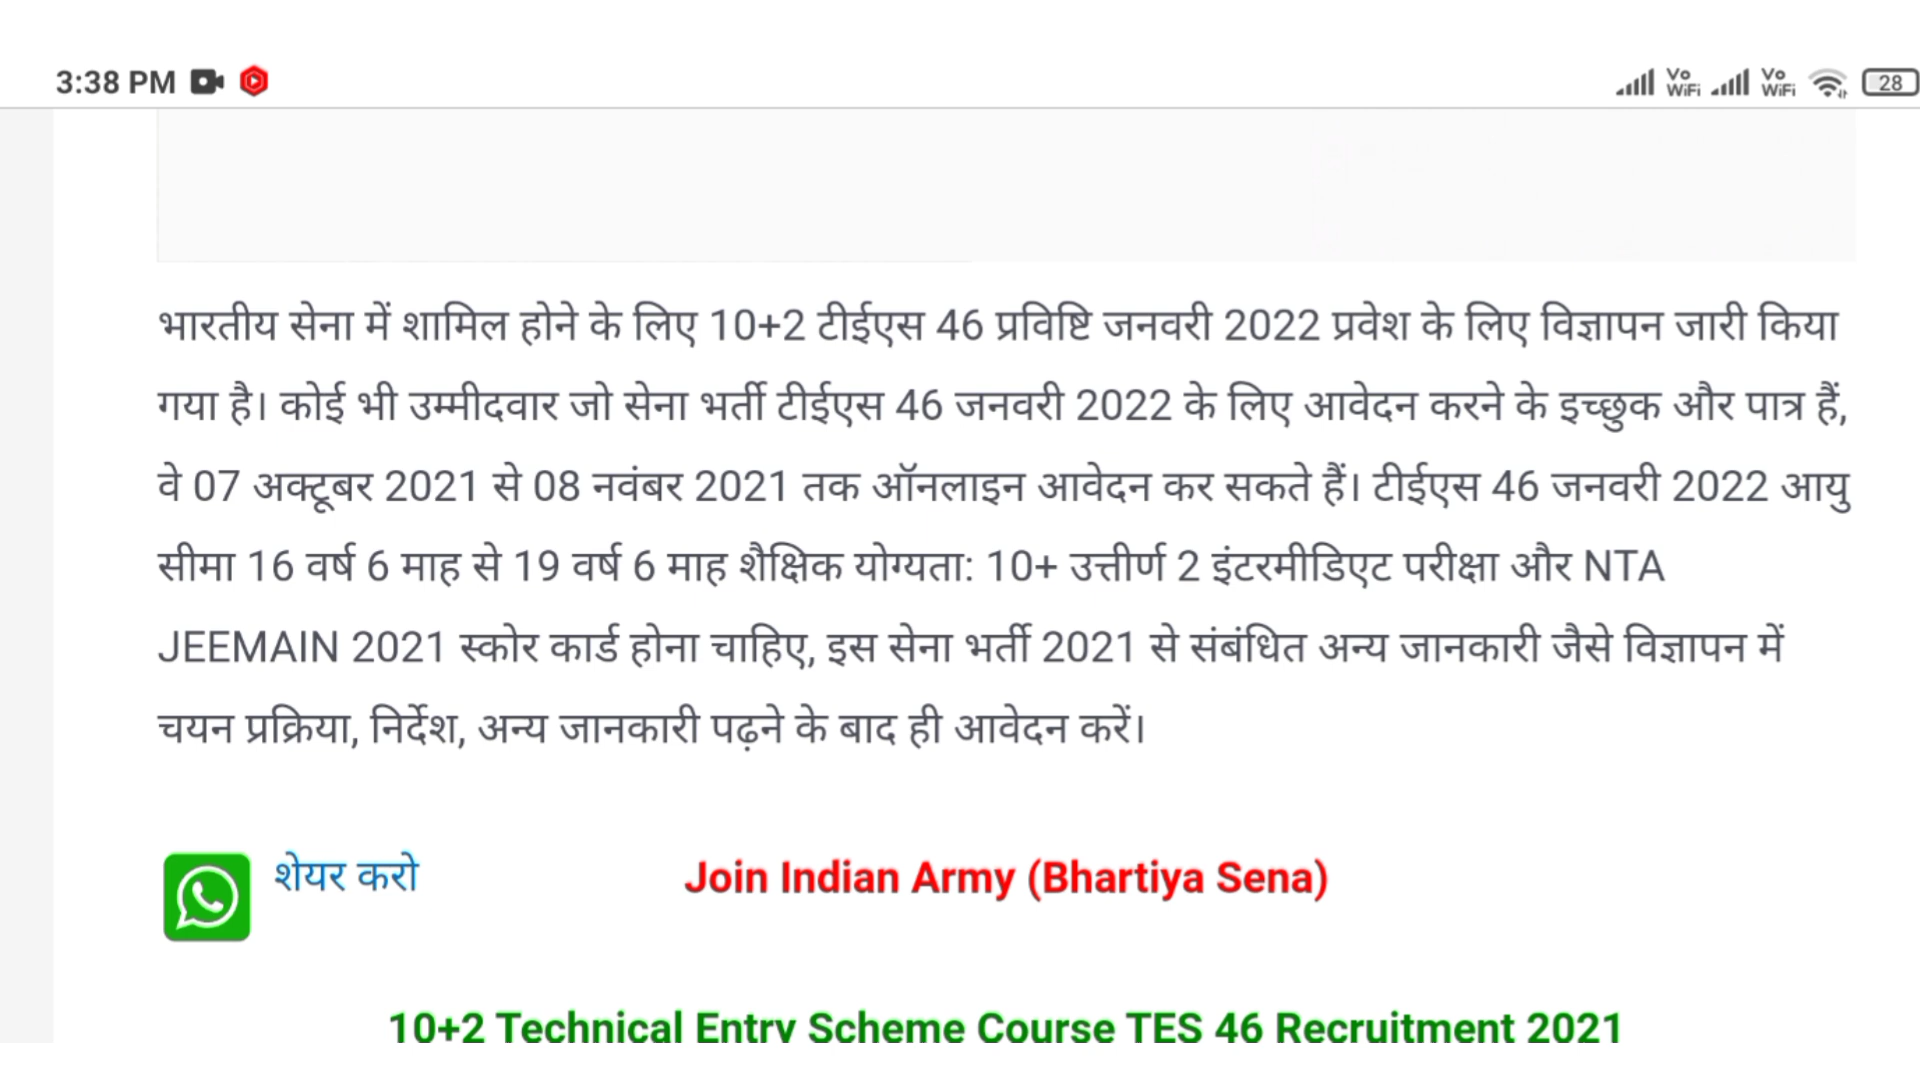 3:38 PM
Vo WiFi Vo WiFi 28
भारतीय सेना में शामिल होने के लिए 10+2 टीईएस 46 प्रविष्टि जनवरी 2022 प्रवेश के लिए विज्ञापन जारी किया
गया है। कोई भी उम्मीदवार जो सेना भर्ती टीईएस 46 जनवरी 2022 के लिए आवेदन करने के इच्छुक और पात्र हैं,
वे 07 अक्टूबर 2021 से 08 नवंबर 2021 तक ऑनलाइन आवेदन कर सकते हैं। टीईएस 46 जनवरी 2022 आयु
सीमा 16 वर्ष 6 माह से 19 वर्ष 6 माह शैक्षिक योग्यता: 10+ उत्तीर्ण 2 इंटरमीडिएट परीक्षा और NTA
JEEMAIN 2021 स्कोर कार्ड होना चाहिए, इस सेना भर्ती 2021 से संबंधित अन्य जानकारी जैसे विज्ञापन में
चयन प्रक्रिया, निर्देश, अन्य जानकारी पढ़ने के बाद ही आवेदन करें।
शेयर करो
Join Indian Army (Bhartiya Sena)
10+2 Technical Entry Scheme Course TES 46 Recruitment 2021